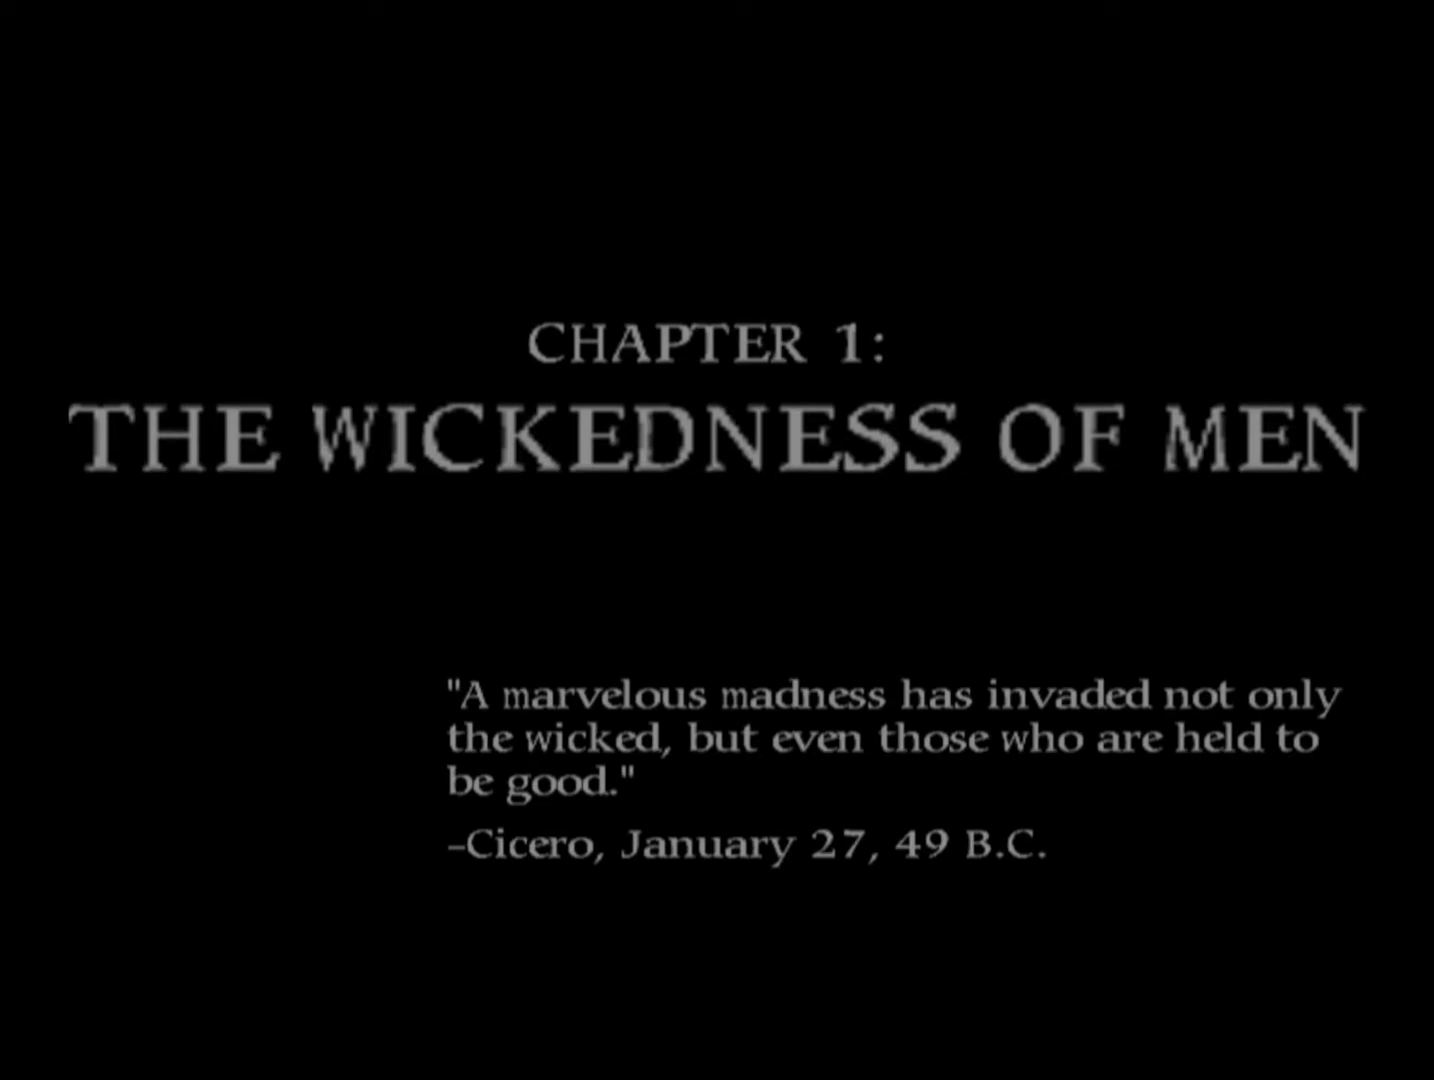 CHAPTER 1:
THE WICKEDNESS OF MEN
"A marvelous madness has invaded not only
the wicked, but even those who are held to
be good."
–Cicero, January 27, 49 B.C.